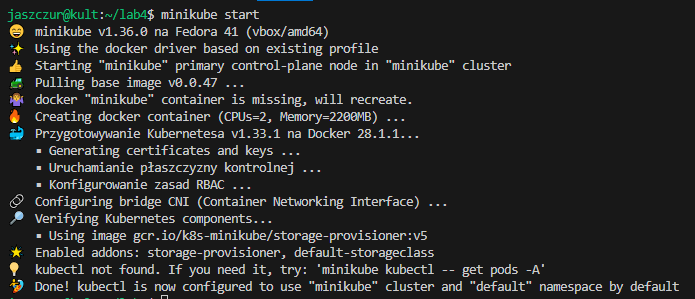 jaszczur@kult:~/lab4$ minikube start
😄 minikube v1.36.0 na Fedora 41 (vbox/amd64)
✨ Using the docker driver based on existing profile
👍 Starting "minikube" primary control-plane node in "minikube" cluster
🚜 Pulling base image v0.0.47 ...
🤷 docker "minikube" container is missing, will recreate.
🔥 Creating docker container (CPUs=2, Memory=2200MB) ...
🐳 Przygotowywanie Kubernetesa v1.33.1 na Docker 28.1.1...
▪ Generating certificates and keys ...
▪ Uruchamianie płaszczyzny kontrolnej ...
▪ Konfigurowanie zasad RBAC ...
🔗 Configuring bridge CNI (Container Networking Interface) ...
🔎 Verifying Kubernetes components...
▪ Using image gcr.io/k8s-minikube/storage-provisioner:v5
🌟 Enabled addons: storage-provisioner, default-storageclass
💡 kubectl not found. If you need it, try: 'minikube kubectl -- get pods -A'
🏄 Done! kubectl is now configured to use "minikube" cluster and "default" namespace by default